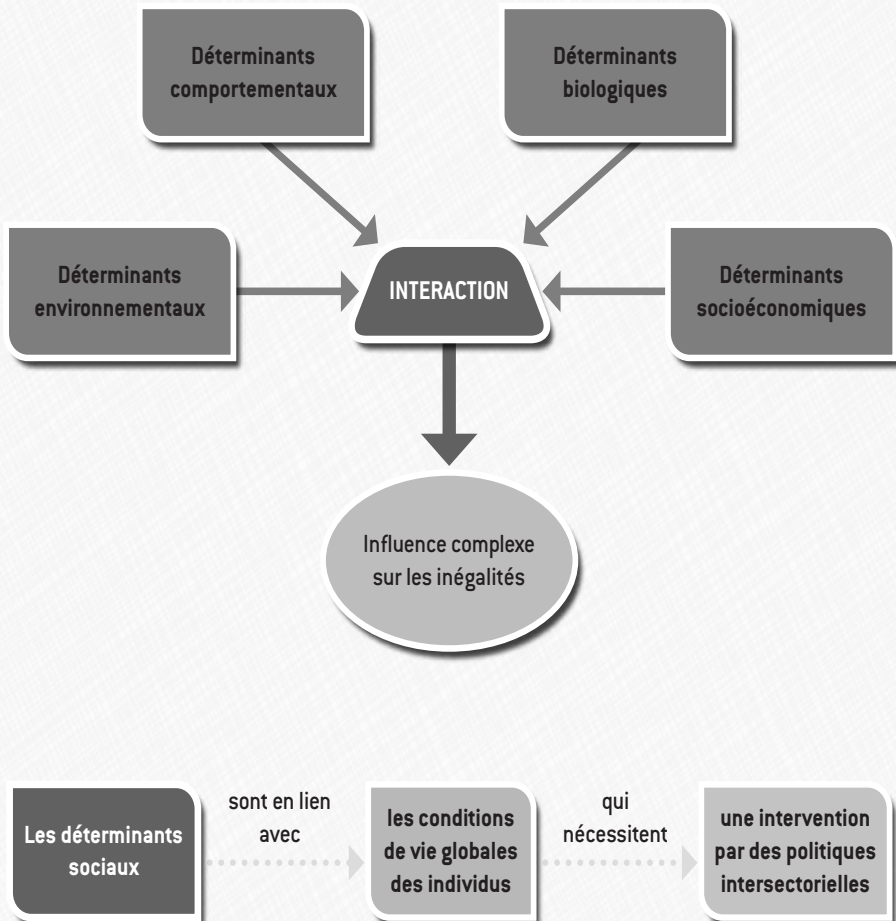 Déterminants
comportementaux
Déterminants
biologiques
Déterminants
environnementaux
INTERACTION
Déterminants
socioéconomiques
Influence complexe
sur les inégalités
Les déterminants
sociaux
sont en lien
avec
les conditions
de vie globales
des individus
qui
nécessitent
une intervention
par des politiques
intersectorielles